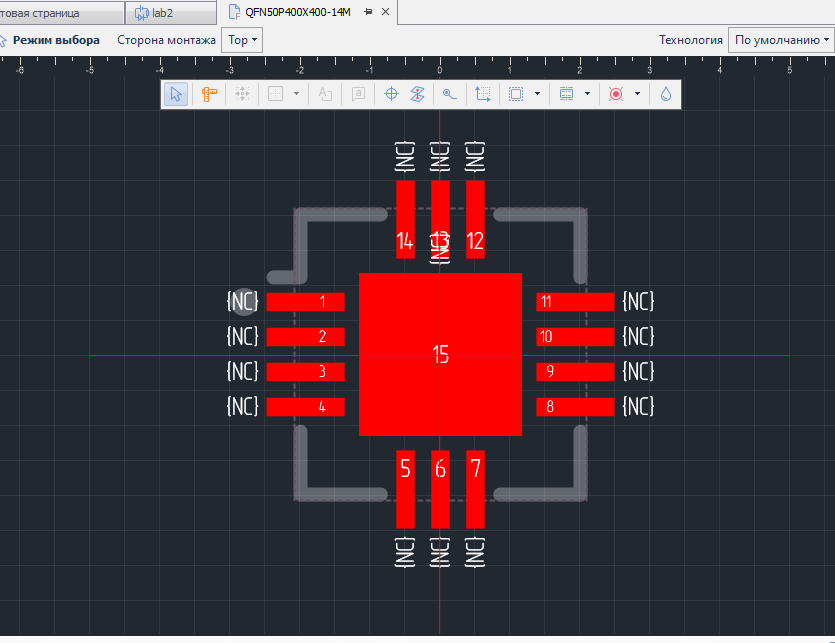 товая страница lab2 QFN50P400X400-14M
Режим выбора Сторона монтажа Top Технология По умолчанию
-6 -5 -4 -3 -2 -1 0 1 2 3 4 5
{NC} {NC} {NC}
14 13 12
{NC}
{NC} 1 11 {NC}
{NC} 2 10 {NC}
15
{NC} 3 9 {NC}
{NC} 4 8 {NC}
5 6 7
{NC} {NC} {NC}